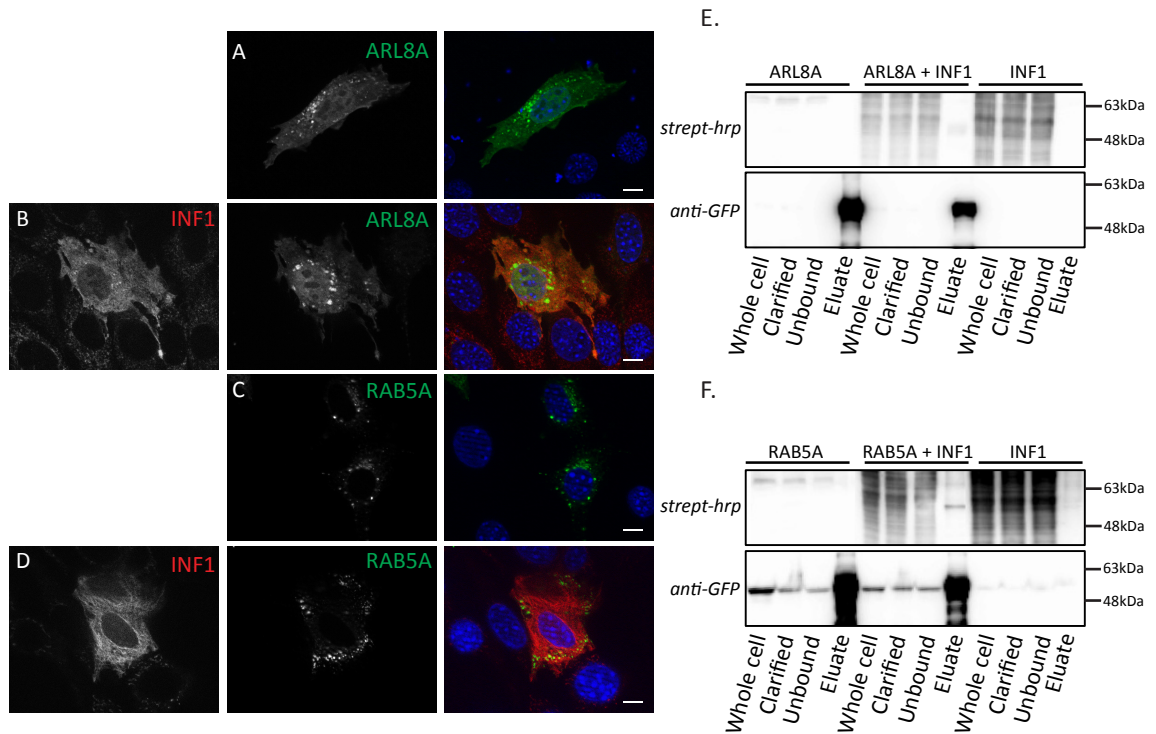 A
ARL8A
B
INF1
ARL8A
C
RAB5A
D
INF1
RAB5A
E.
ARL8A
ARL8A + INF1
INF1
strept-hrp
63kDa
48kDa
anti-GFP
63kDa
48kDa
Whole cell
Clarified
Unbound
Eluate
Whole cell
Clarified
Unbound
Eluate
Whole cell
Clarified
Unbound
Eluate
F.
RAB5A
RAB5A + INF1
INF1
strept-hrp
63kDa
48kDa
anti-GFP
63kDa
48kDa
Whole cell
Clarified
Unbound
Eluate
Whole cell
Clarified
Unbound
Eluate
Whole cell
Clarified
Unbound
Eluate